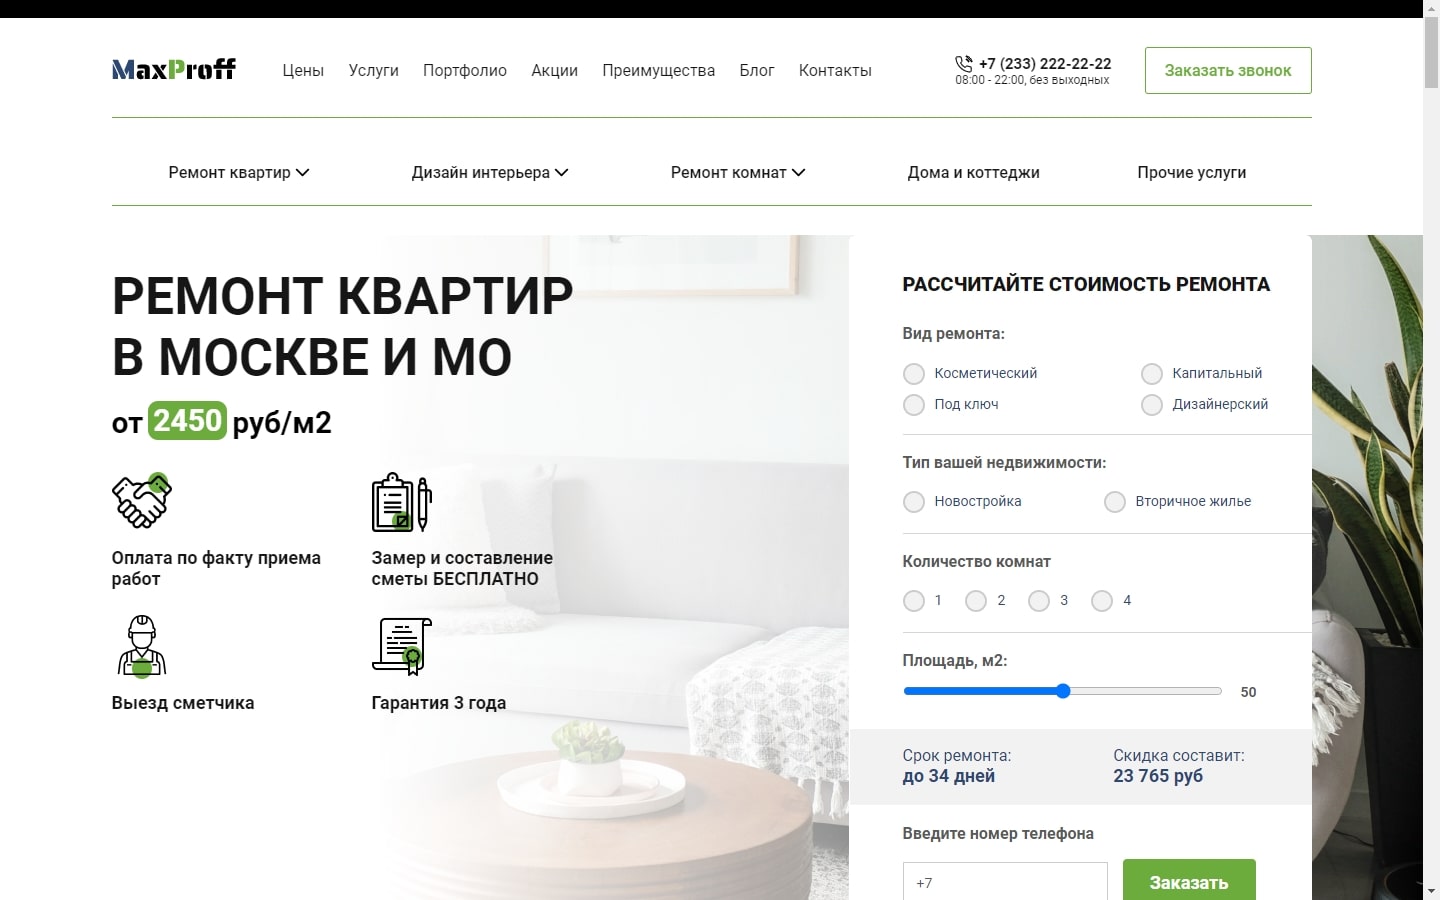 MaxProff
Цены Услуги Портфолио Акции Преимущества Блог Контакты
+7 (233) 222-22-22
08:00 - 22:00, без выходных
Заказать звонок
Ремонт квартир Дизайн интерьера Ремонт комнат Дома и коттеджи Прочие услуги
РЕМОНТ КВАРТИР
В МОСКВЕ И МО
от 2450 руб/м2
Оплата по факту приема
работ
Замер и составление
сметы БЕСПЛАТНО
Выезд сметчика
Гарантия 3 года
РАССЧИТАЙТЕ СТОИМОСТЬ РЕМОНТА
Вид ремонта:
Косметический Капитальный
Под ключ Дизайнерский
Тип вашей недвижимости:
Новостройка Вторичное жилье
Количество комнат
1 2 3 4
Площадь, м2:
50
Срок ремонта:
до 34 дней
Скидка составит:
23 765 руб
Введите номер телефона
+7
Заказать